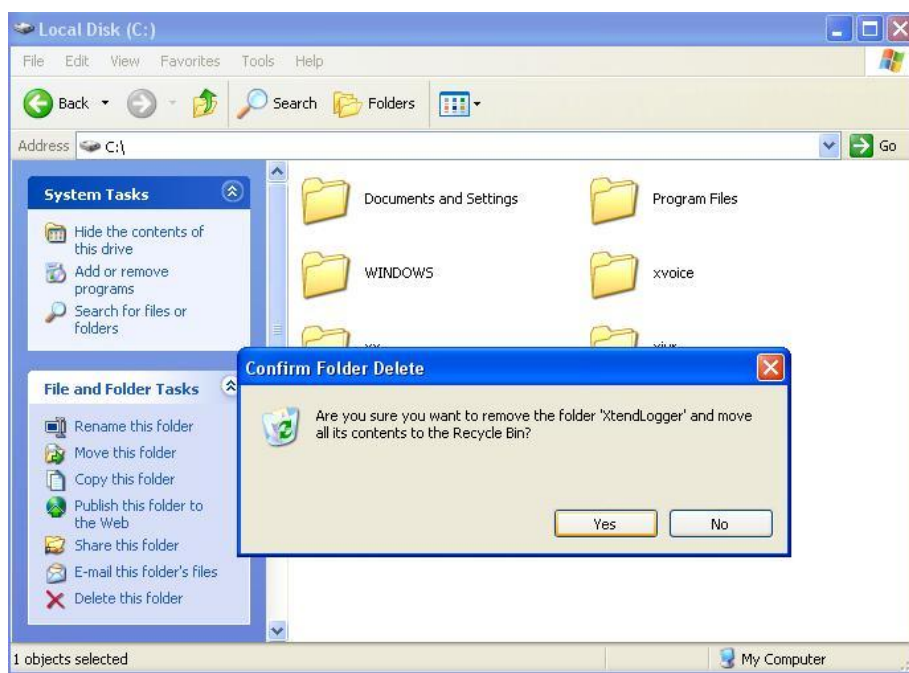 Local Disk (C:)
File Edit View Favorites Tools Help
Back Search Folders
Address C:\ Go
System Tasks
Hide the contents of
this drive
Add or remove
programs
Search for files or
folders
File and Folder Tasks
Rename this folder
Move this folder
Copy this folder
Publish this folder to
the Web
Share this folder
E-mail this folder's files
Delete this folder
Documents and Settings Program Files
WINDOWS xvoice
Confirm Folder Delete
Are you sure you want to remove the folder 'XtendLogger' and move
all its contents to the Recycle Bin?
Yes No
1 objects selected My Computer